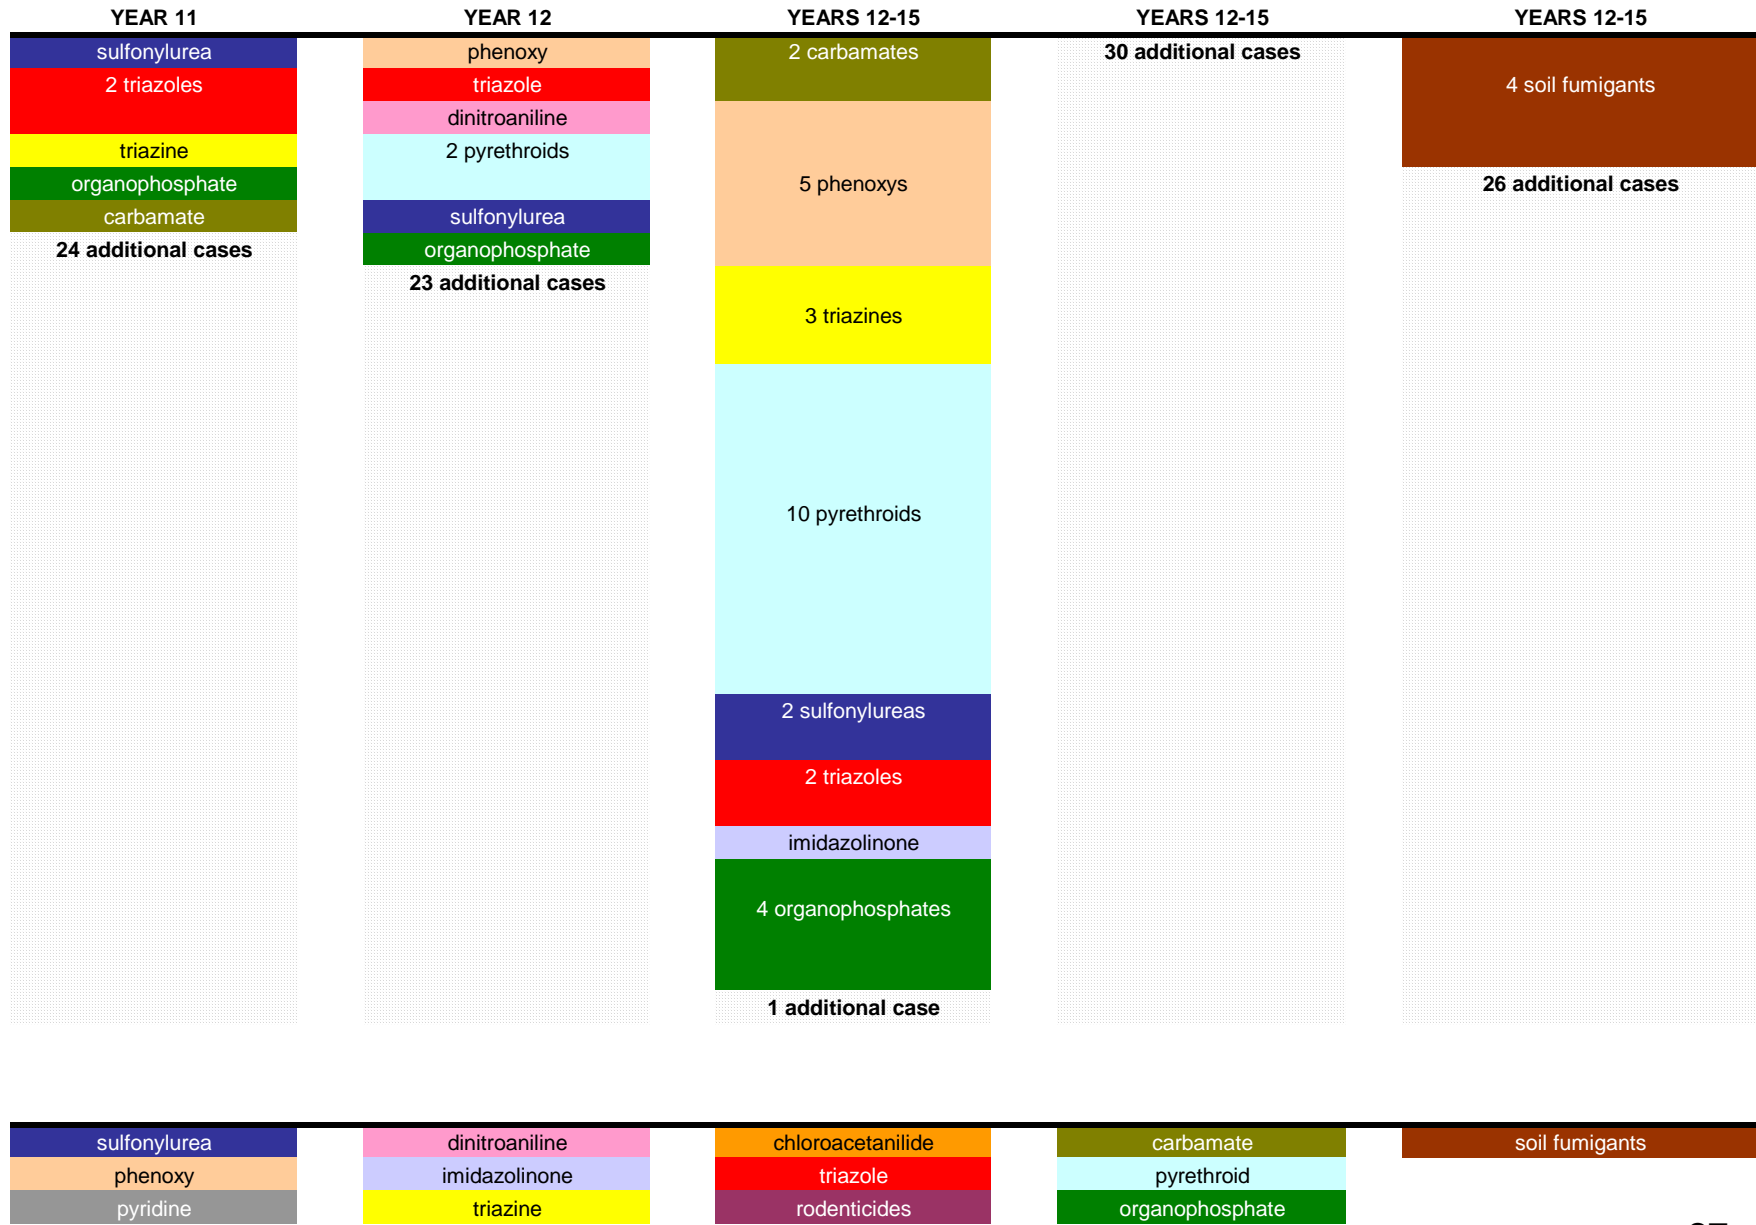 YEAR 11
sulfonylurea
2 triazoles
triazine
organophosphate
carbamate
24 additional cases
YEAR 12
phenoxy
triazole
dinitroaniline
2 pyrethroids
sulfonylurea
organophosphate
23 additional cases
YEARS 12-15
2 carbamates
5 phenoxys
3 triazines
10 pyrethroids
2 sulfonylureas
2 triazoles
imidazolinone
4 organophosphates
1 additional case
YEARS 12-15
30 additional cases
YEARS 12-15
4 soil fumigants
26 additional cases
sulfonylurea
phenoxy
pyridine
dinitroaniline
imidazolinone
triazine
chloroacetanilide
triazole
rodenticides
carbamate
pyrethroid
organophosphate
soil fumigants